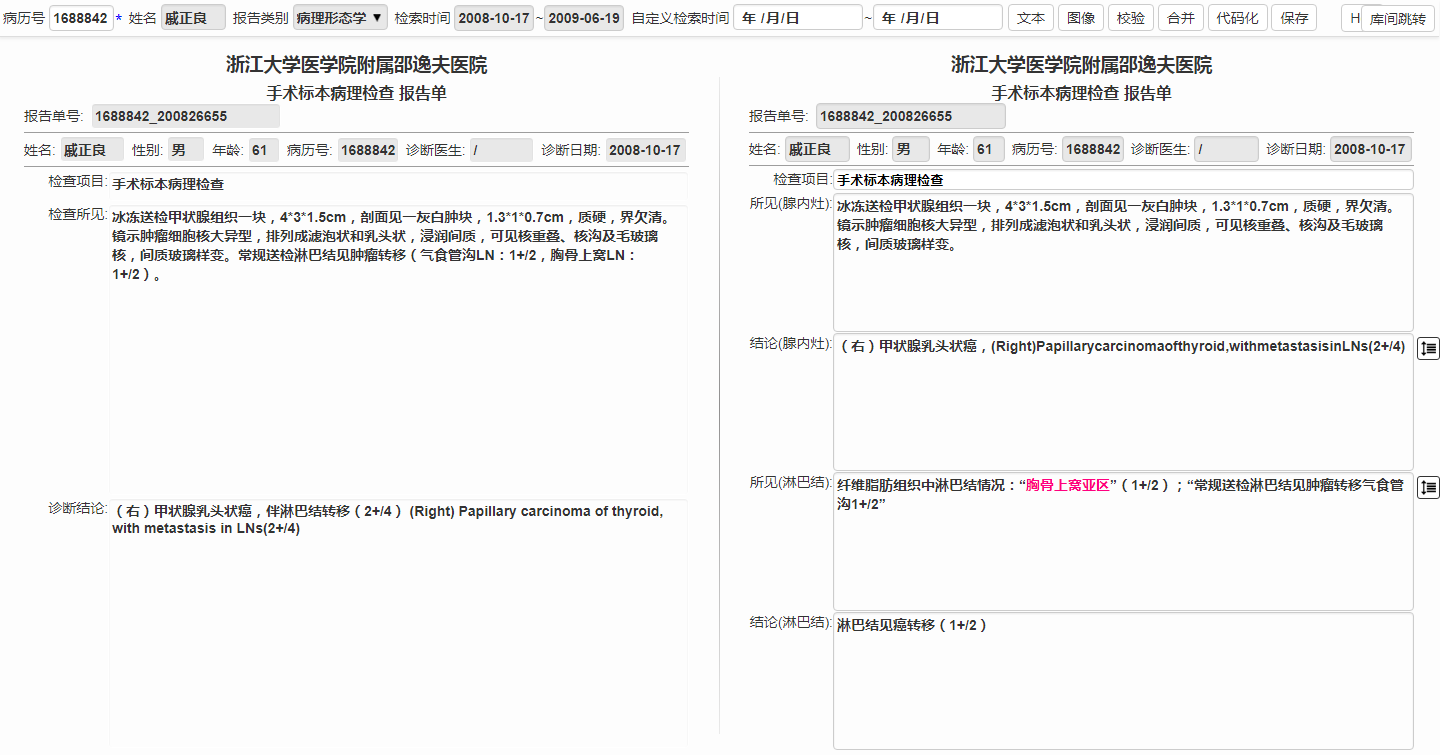 病历号 1688842 * 姓名 戚正良 报告类别 病理形态学 ▼ 检索时间 2008-10-17 ~ 2009-06-19 自定义检索时间 年 /月/日 ~ 年 /月/日 文本 图像 校验 合并 代码化 保存 H 库间跳转
浙江大学医学院附属邵逸夫医院
手术标本病理检查 报告单
报告单号: 1688842_200826655
姓名: 戚正良 性别: 男 年龄: 61 病历号: 1688842 诊断医生: / 诊断日期: 2008-10-17
检查项目: 手术标本病理检查
检查所见: 冰冻送检甲状腺组织一块，4*3*1.5cm，剖面见一灰白肿块，1.3*1*0.7cm，质硬，界欠清。
镜示肿瘤细胞核大异型，排列成滤泡状和乳头状，浸润间质，可见核重叠、核沟及毛玻璃
核，间质玻璃样变。常规送检淋巴结见肿瘤转移（气食管沟LN：1+/2，胸骨上窝LN：
1+/2）。
诊断结论: （右）甲状腺乳头状癌，伴淋巴结转移（2+/4） (Right) Papillary carcinoma of thyroid,
with metastasis in LNs(2+/4)
浙江大学医学院附属邵逸夫医院
手术标本病理检查 报告单
报告单号: 1688842_200826655
姓名: 戚正良 性别: 男 年龄: 61 病历号: 1688842 诊断医生: / 诊断日期: 2008-10-17
检查项目: 手术标本病理检查
所见(腺内灶): 冰冻送检甲状腺组织一块，4*3*1.5cm，剖面见一灰白肿块，1.3*1*0.7cm，质硬，界欠清。
镜示肿瘤细胞核大异型，排列成滤泡状和乳头状，浸润间质，可见核重叠、核沟及毛玻璃
核，间质玻璃样变。
结论(腺内灶): （右）甲状腺乳头状癌，(Right)Papillarycarcinomaofthyroid,withmetastasisinLNs(2+/4)
所见(淋巴结): 纤维脂肪组织中淋巴结情况：“胸骨上窝亚区”（1+/2）；“常规送检淋巴结见肿瘤转移气食管
沟1+/2”
结论(淋巴结): 淋巴结见癌转移（1+/2）